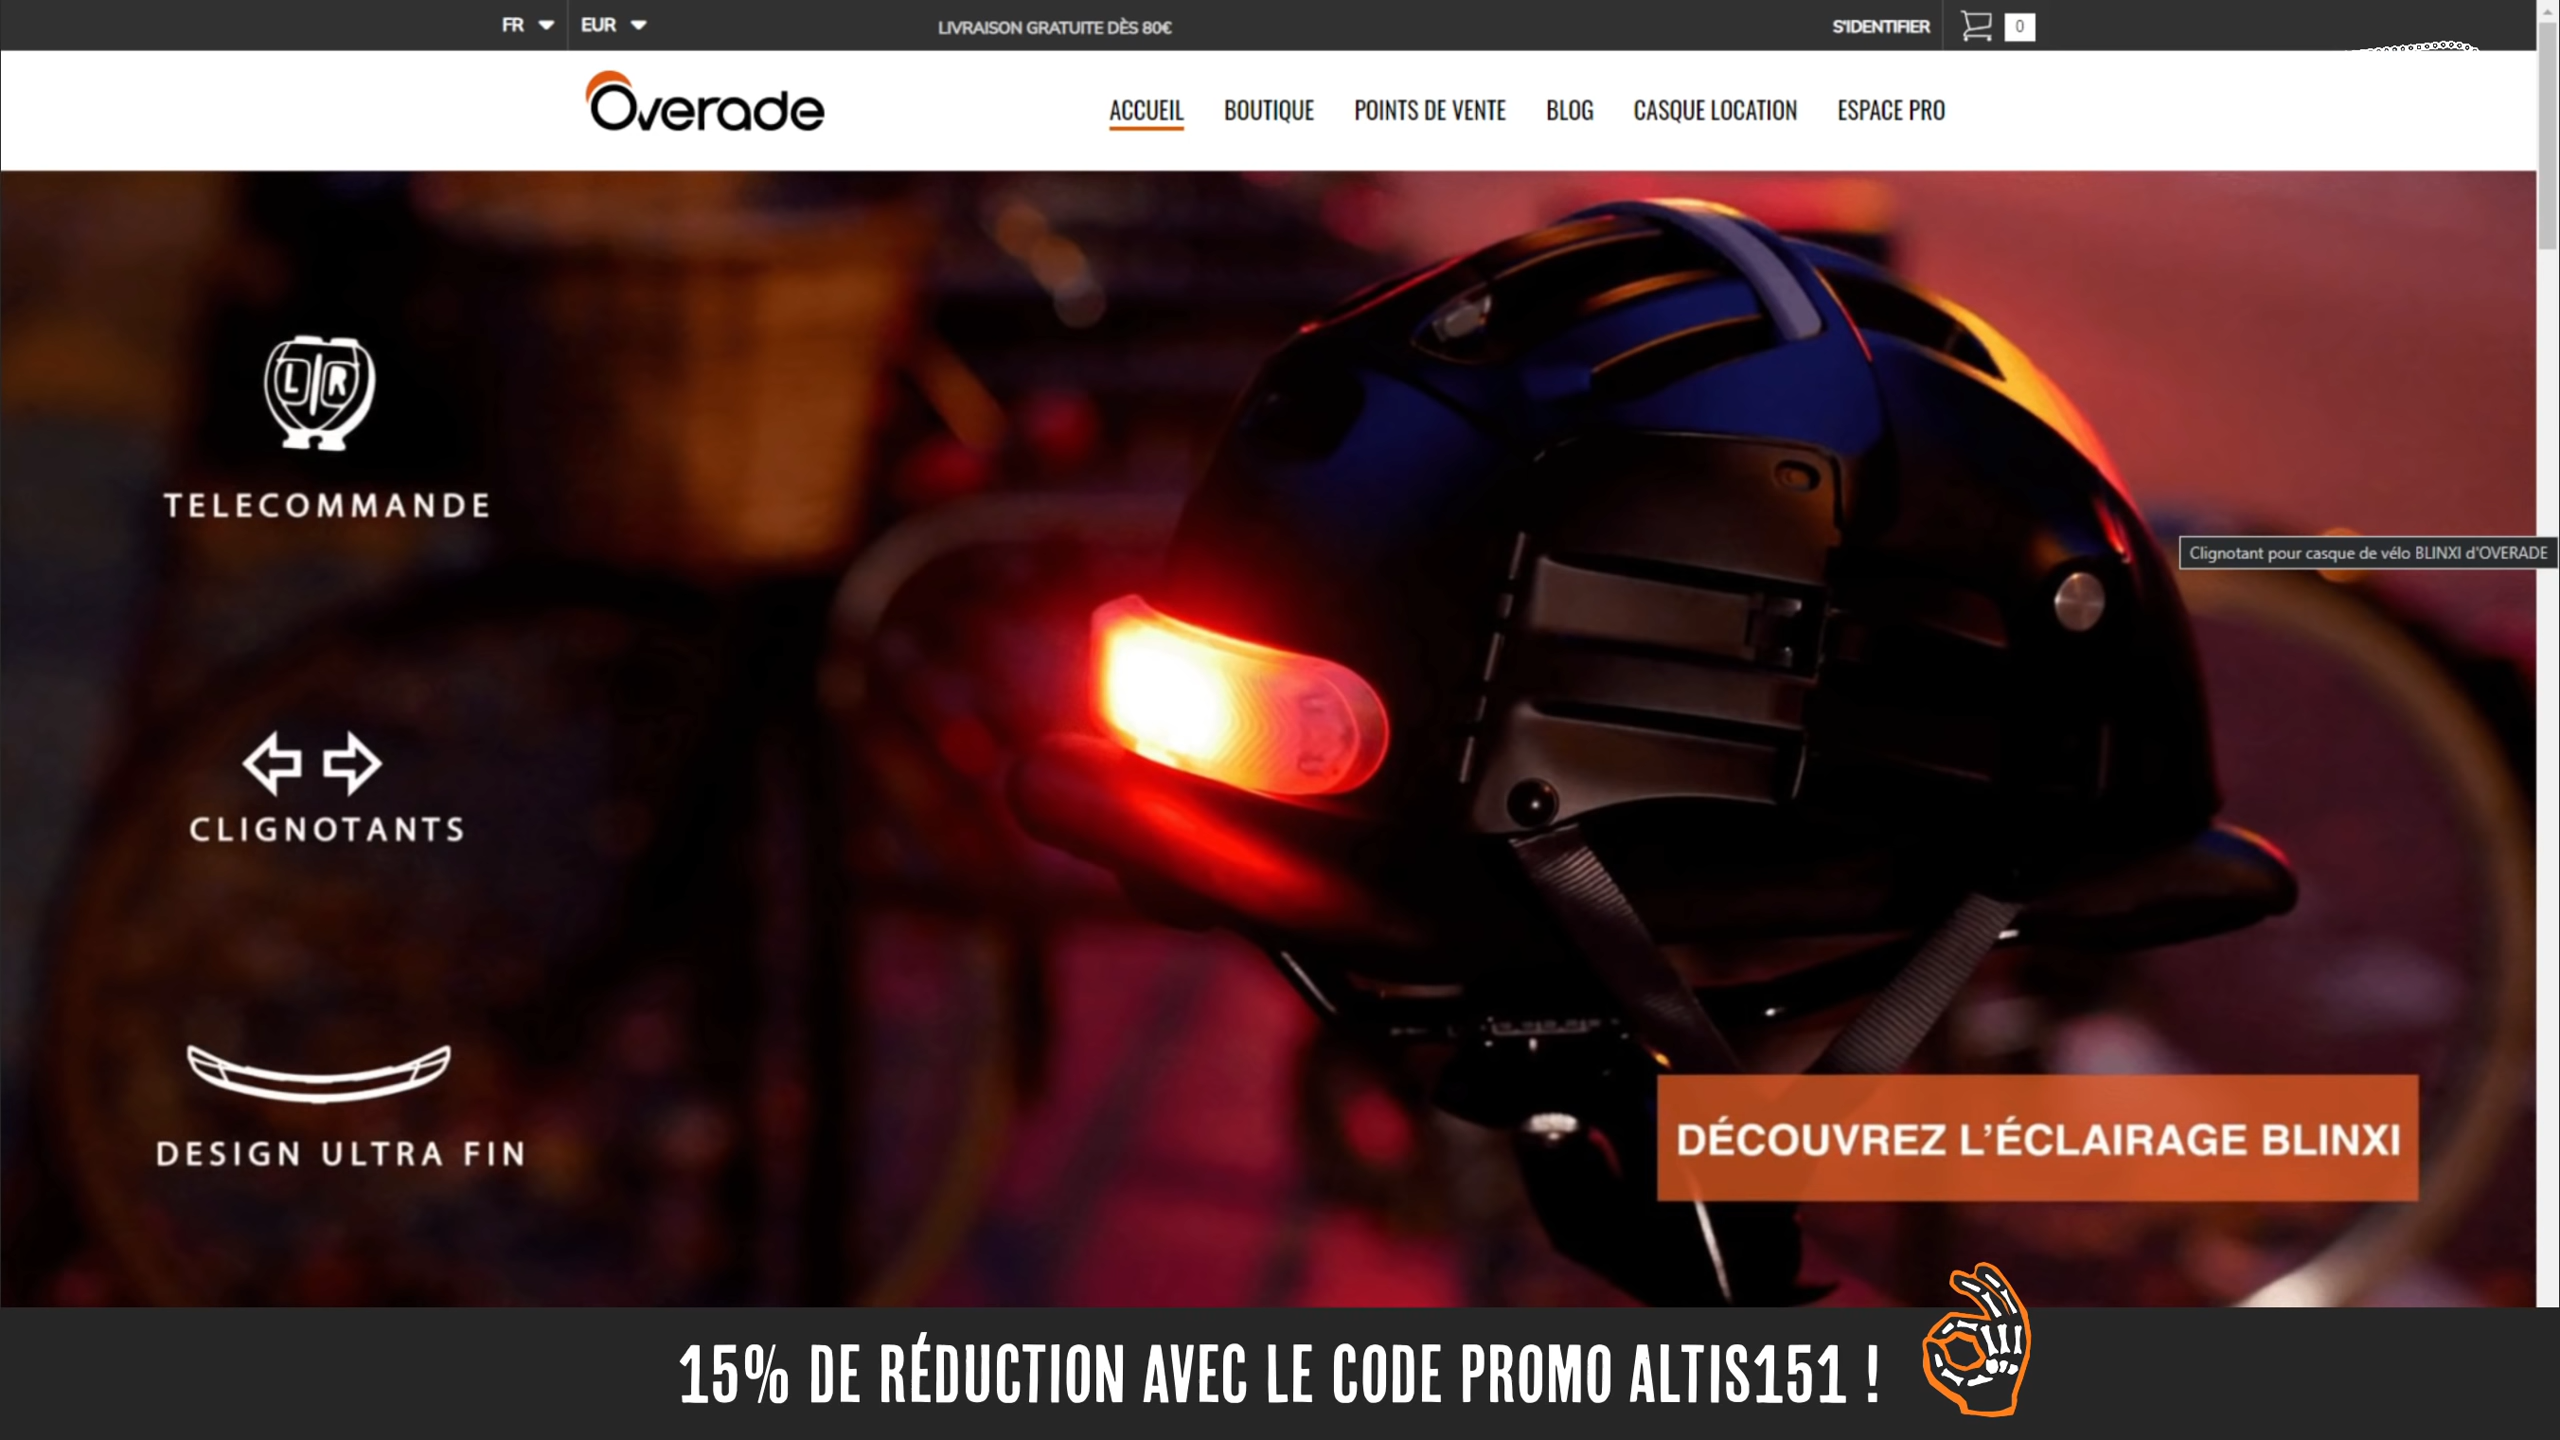 FR EUR LIVRAISON GRATUITE DÈS 80€ S'IDENTIFIER 0
Overade ACCUEIL BOUTIQUE POINTS DE VENTE BLOG CASQUE LOCATION ESPACE PRO
L R
TELECOMMANDE
Clignotant pour casque de vélo BLINXI d'OVERADE
CLIGNOTANTS
DESIGN ULTRA FIN
DÉCOUVREZ L'ÉCLAIRAGE BLINXI
15% DE RÉDUCTION AVEC LE CODE PROMO ALTIS151 !